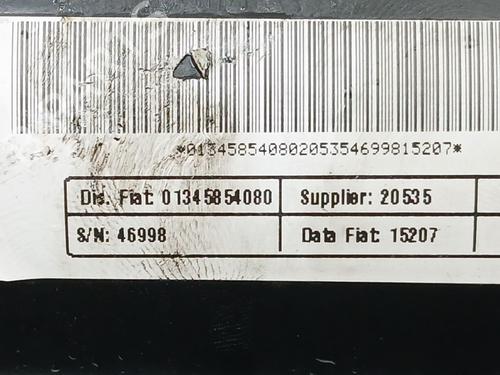 *01345854080205354699815207*
Dis. Fiat: 01345854080 Supplier: 20535
S/N: 46998 Data Fiat: 15207